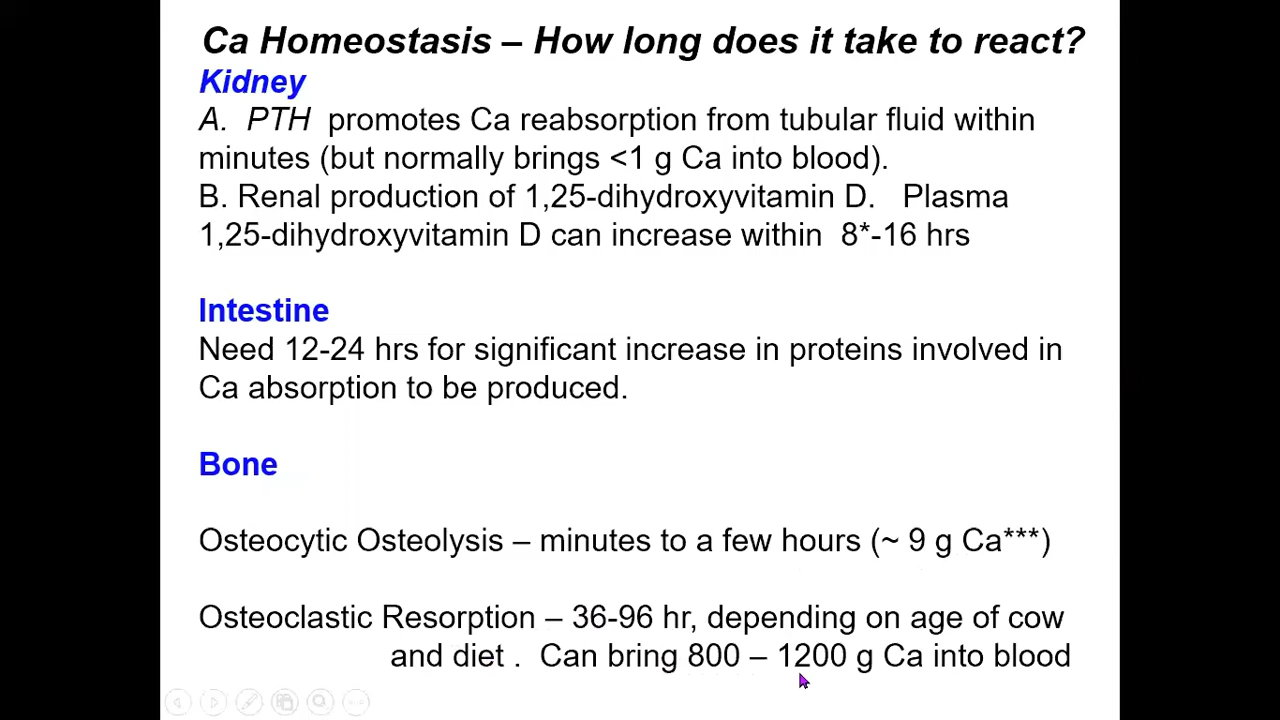 Ca Homeostasis – How long does it take to react?
Kidney
A. PTH promotes Ca reabsorption from tubular fluid within
minutes (but normally brings <1 g Ca into blood).
B. Renal production of 1,25-dihydroxyvitamin D. Plasma
1,25-dihydroxyvitamin D can increase within 8*-16 hrs
Intestine
Need 12-24 hrs for significant increase in proteins involved in
Ca absorption to be produced.
Bone
Osteocytic Osteolysis – minutes to a few hours (~ 9 g Ca***)
Osteoclastic Resorption – 36-96 hr, depending on age of cow
and diet . Can bring 800 – 1200 g Ca into blood